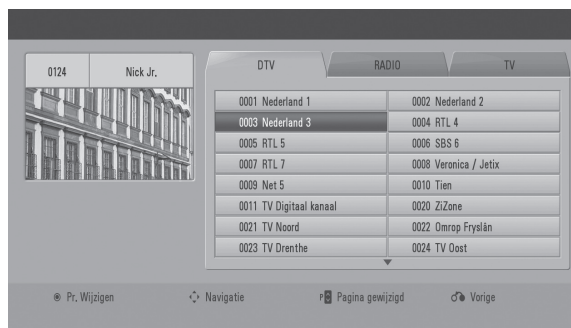 0124 Nick Jr.
DTV RADIO TV
0001 Nederland 1 0002 Nederland 2
0003 Nederland 3 0004 RTL 4
0005 RTL 5 0006 SBS 6
0007 RTL 7 0008 Veronica / Jetix
0009 Net 5 0010 Tien
0011 TV Digitaal kanaal 0020 ZiZone
0021 TV Noord 0022 Omrop Fryslân
0023 TV Drenthe 0024 TV Oost
Pr. Wijzigen Navigatie P Pagina gewijzigd Vorige